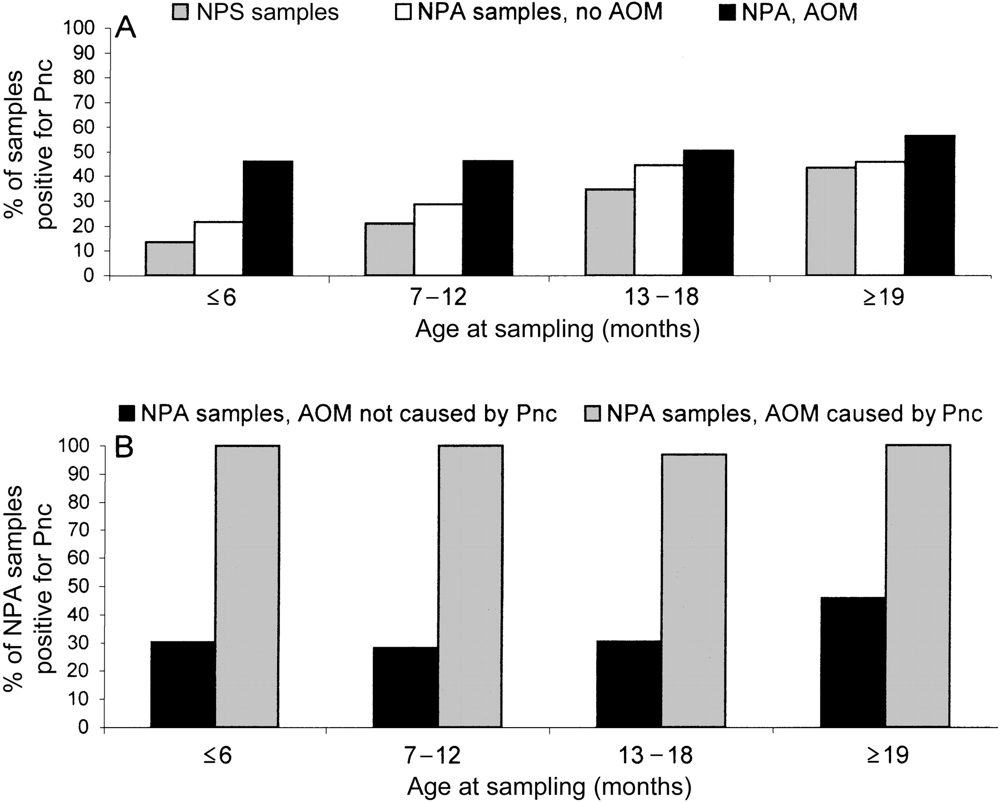 NPS samples NPA samples, no AOM NPA, AOM
A
100
90
80
70
60
50
40
30
20
10
0
% of samples
positive for Pnc
≤6 7–12 13–18 ≥19
Age at sampling (months)
NPA samples, AOM not caused by Pnc NPA samples, AOM caused by Pnc
B
100
90
80
70
60
50
40
30
20
10
0
% of NPA samples
positive for Pnc
≤6 7–12 13–18 ≥19
Age at sampling (months)